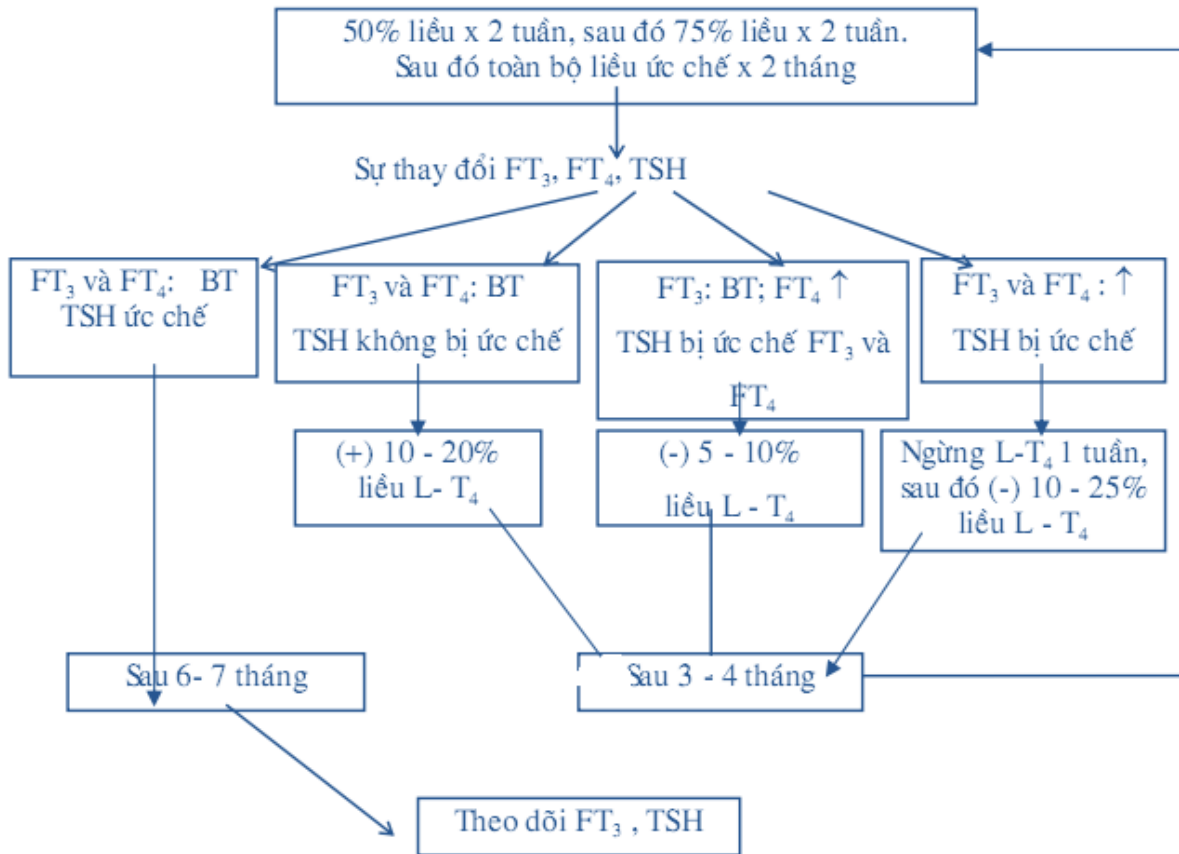 50% liều x 2 tuần, sau đó 75% liều x 2 tuần.
Sau đó toàn bộ liều ức chế x 2 tháng
Sự thay đổi FT₃, FT₄, TSH
FT₃ và FT₄: BT
TSH ức chế
FT₃ và FT₄: BT
TSH không bị ức chế
FT₃: BT; FT₄ ↑
TSH bị ức chế FT₃ và
FT₄
FT₃ và FT₄ : ↑
TSH bị ức chế
(+) 10 - 20%
liều L- T₄
(-) 5 - 10%
liều L - T₄
Ngừng L-T₄ 1 tuần,
sau đó (-) 10 - 25%
liều L - T₄
Sau 6- 7 tháng
Sau 3 - 4 tháng
Theo dõi FT₃ , TSH